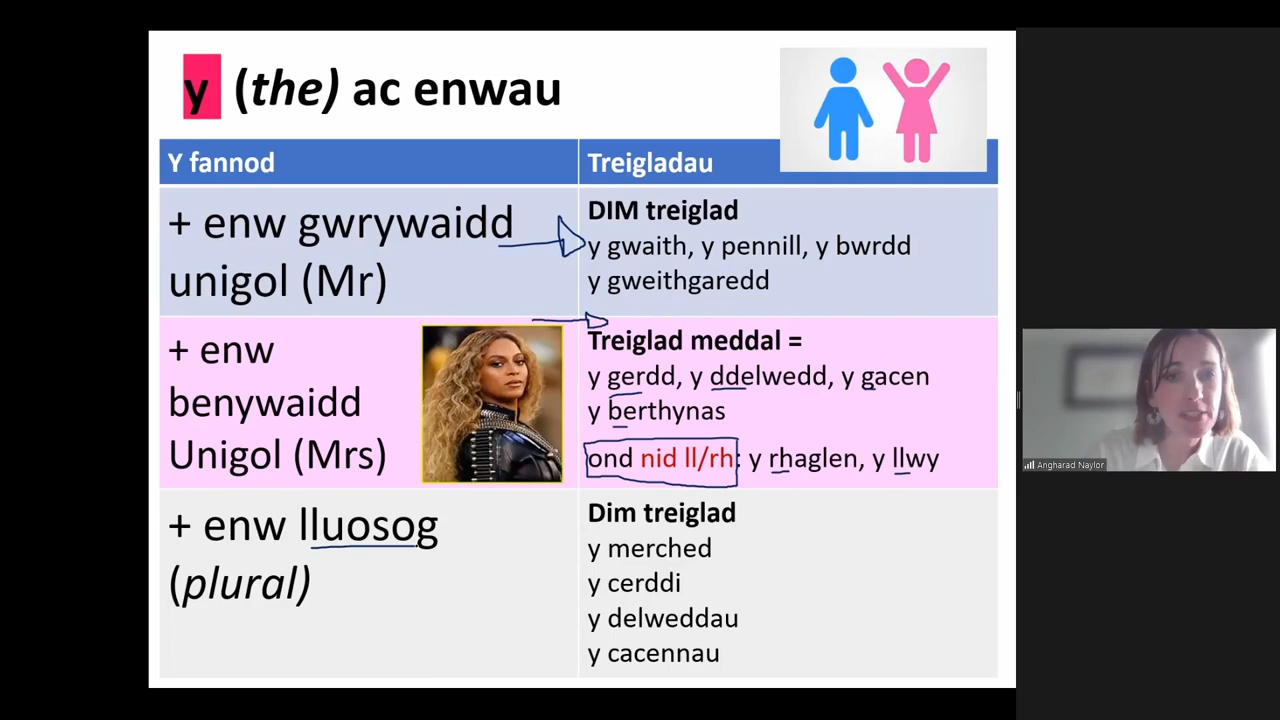 y (the) ac enwau
Y fannod
Treigladau
+ enw gwrywaidd
unigol (Mr)
DIM treiglad
y gwaith, y pennill, y bwrdd
y gweithgaredd
+ enw
benywaidd
Unigol (Mrs)
Treiglad meddal =
y gerdd, y ddelwedd, y gacen
y berthynas
ond nid ll/rh: y rhaglen, y llwy
+ enw lluosog
(plural)
Dim treiglad
y merched
y cerddi
y delweddau
y cacennau
Angharad Naylor